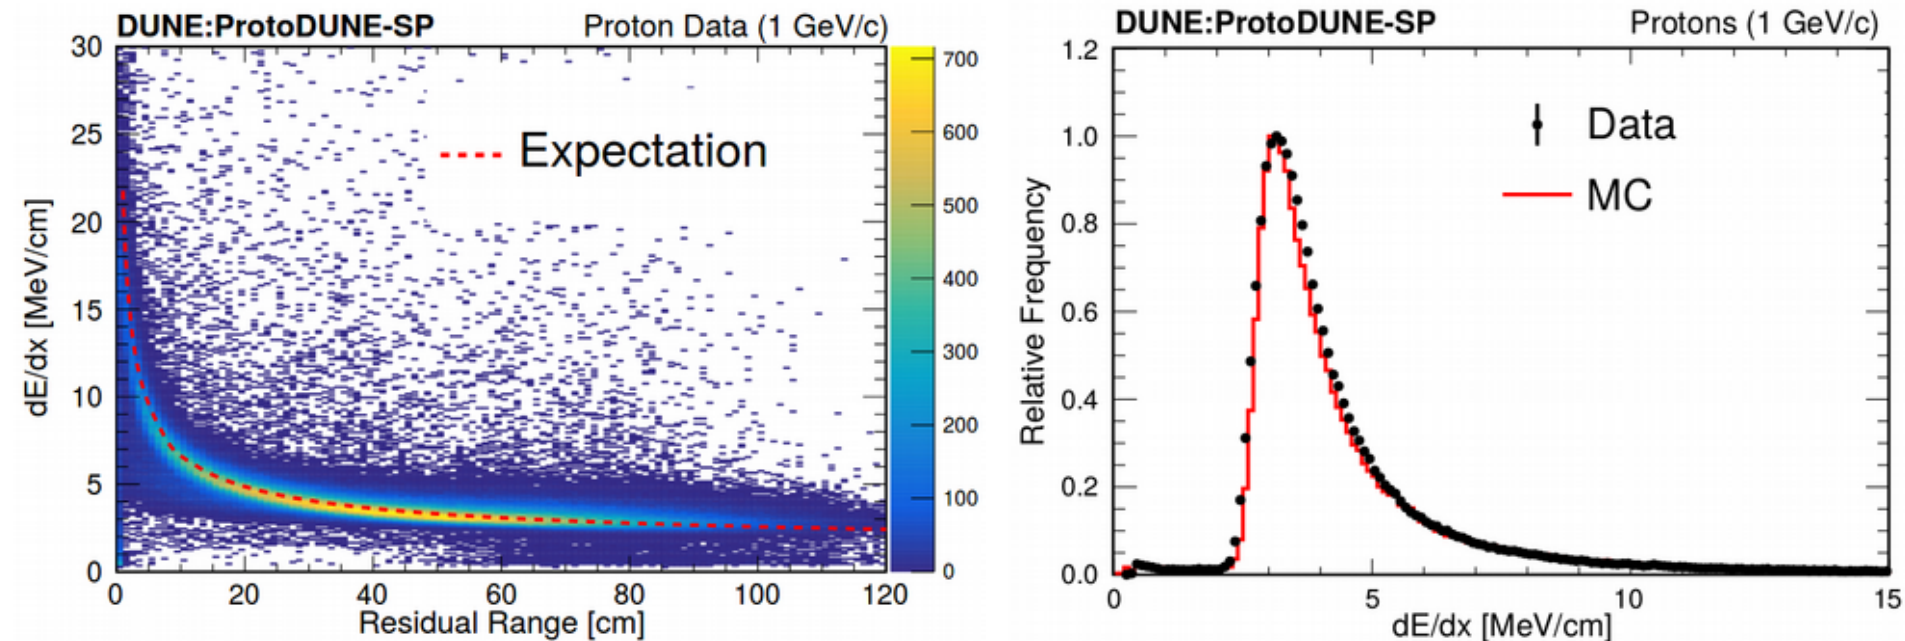 DUNE:ProtoDUNE-SP Proton Data (1 GeV/c)
30
25
20
15
10
5
0
dE/dx [MeV/cm]
Expectation
700
600
500
400
300
200
100
0
0 20 40 60 80 100 120
Residual Range [cm]
DUNE:ProtoDUNE-SP Protons (1 GeV/c)
1.2
1.0
0.8
0.6
0.4
0.2
0.0
Relative Frequency
Data
MC
0 5 10 15
dE/dx [MeV/cm]